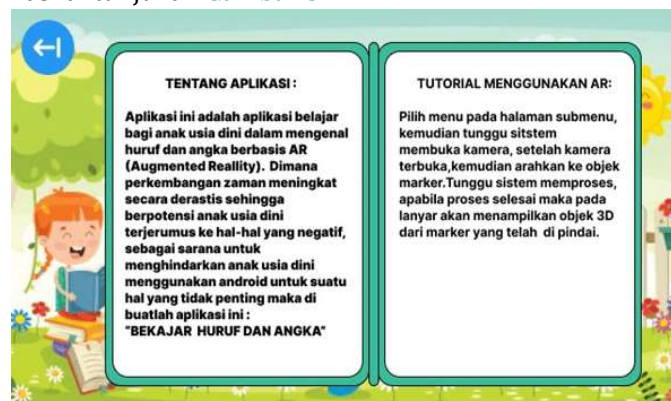 TENTANG APLIKASI :
Aplikasi ini adalah aplikasi belajar
bagi anak usia dini dalam mengenal
huruf dan angka berbasis AR
(Augmented Reallity). Dimana
perkembangan zaman meningkat
secara derastis sehingga
berpotensi anak usia dini
terjerumus ke hal-hal yang negatif,
sebagai sarana untuk
menghindarkan anak usia dini
menggunakan android untuk suatu
hal yang tidak penting maka di
buatlah aplikasi ini :
"BEKAJAR HURUF DAN ANGKA"
TUTORIAL MENGGUNAKAN AR:
Pilih menu pada halaman submenu,
kemudian tunggu sitstem
membuka kamera, setelah kamera
terbuka,kemudian arahkan ke objek
marker.Tunggu sistem memproses,
apabila proses selesai maka pada
lanyar akan menampilkan objek 3D
dari marker yang telah di pindai.